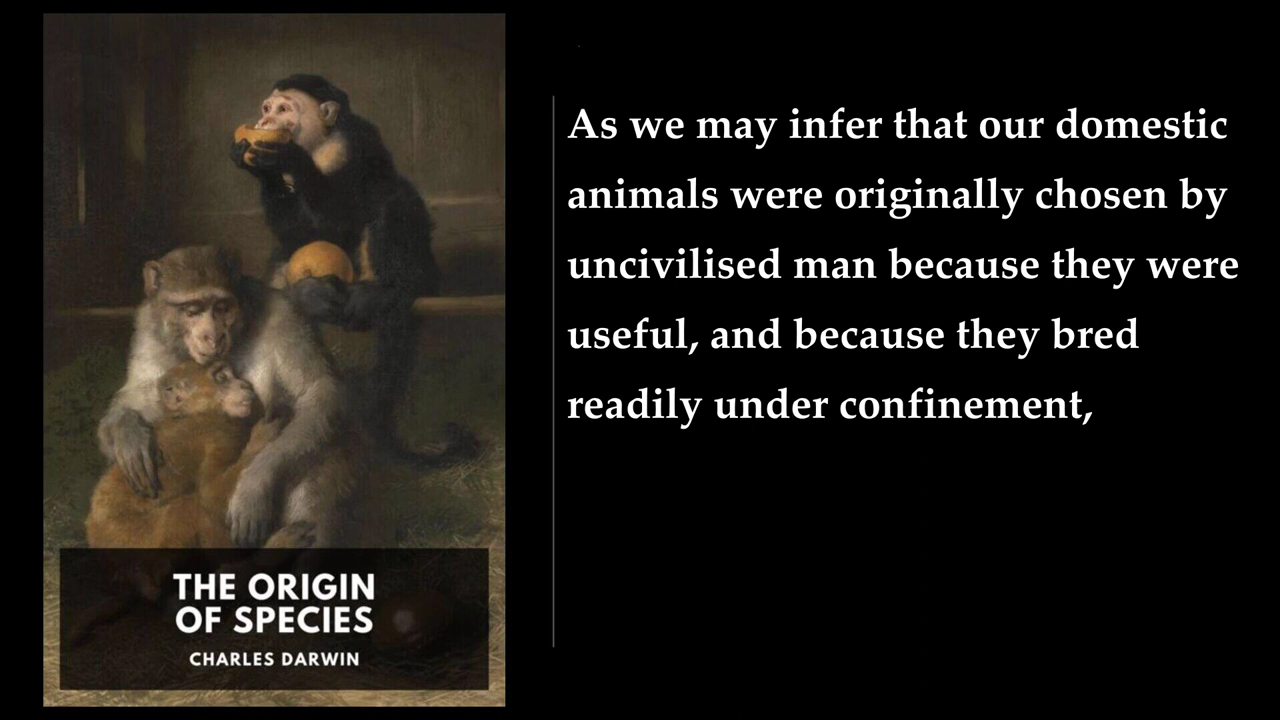 THE ORIGIN
OF SPECIES
CHARLES DARWIN
As we may infer that our domestic
animals were originally chosen by
uncivilised man because they were
useful, and because they bred
readily under confinement,